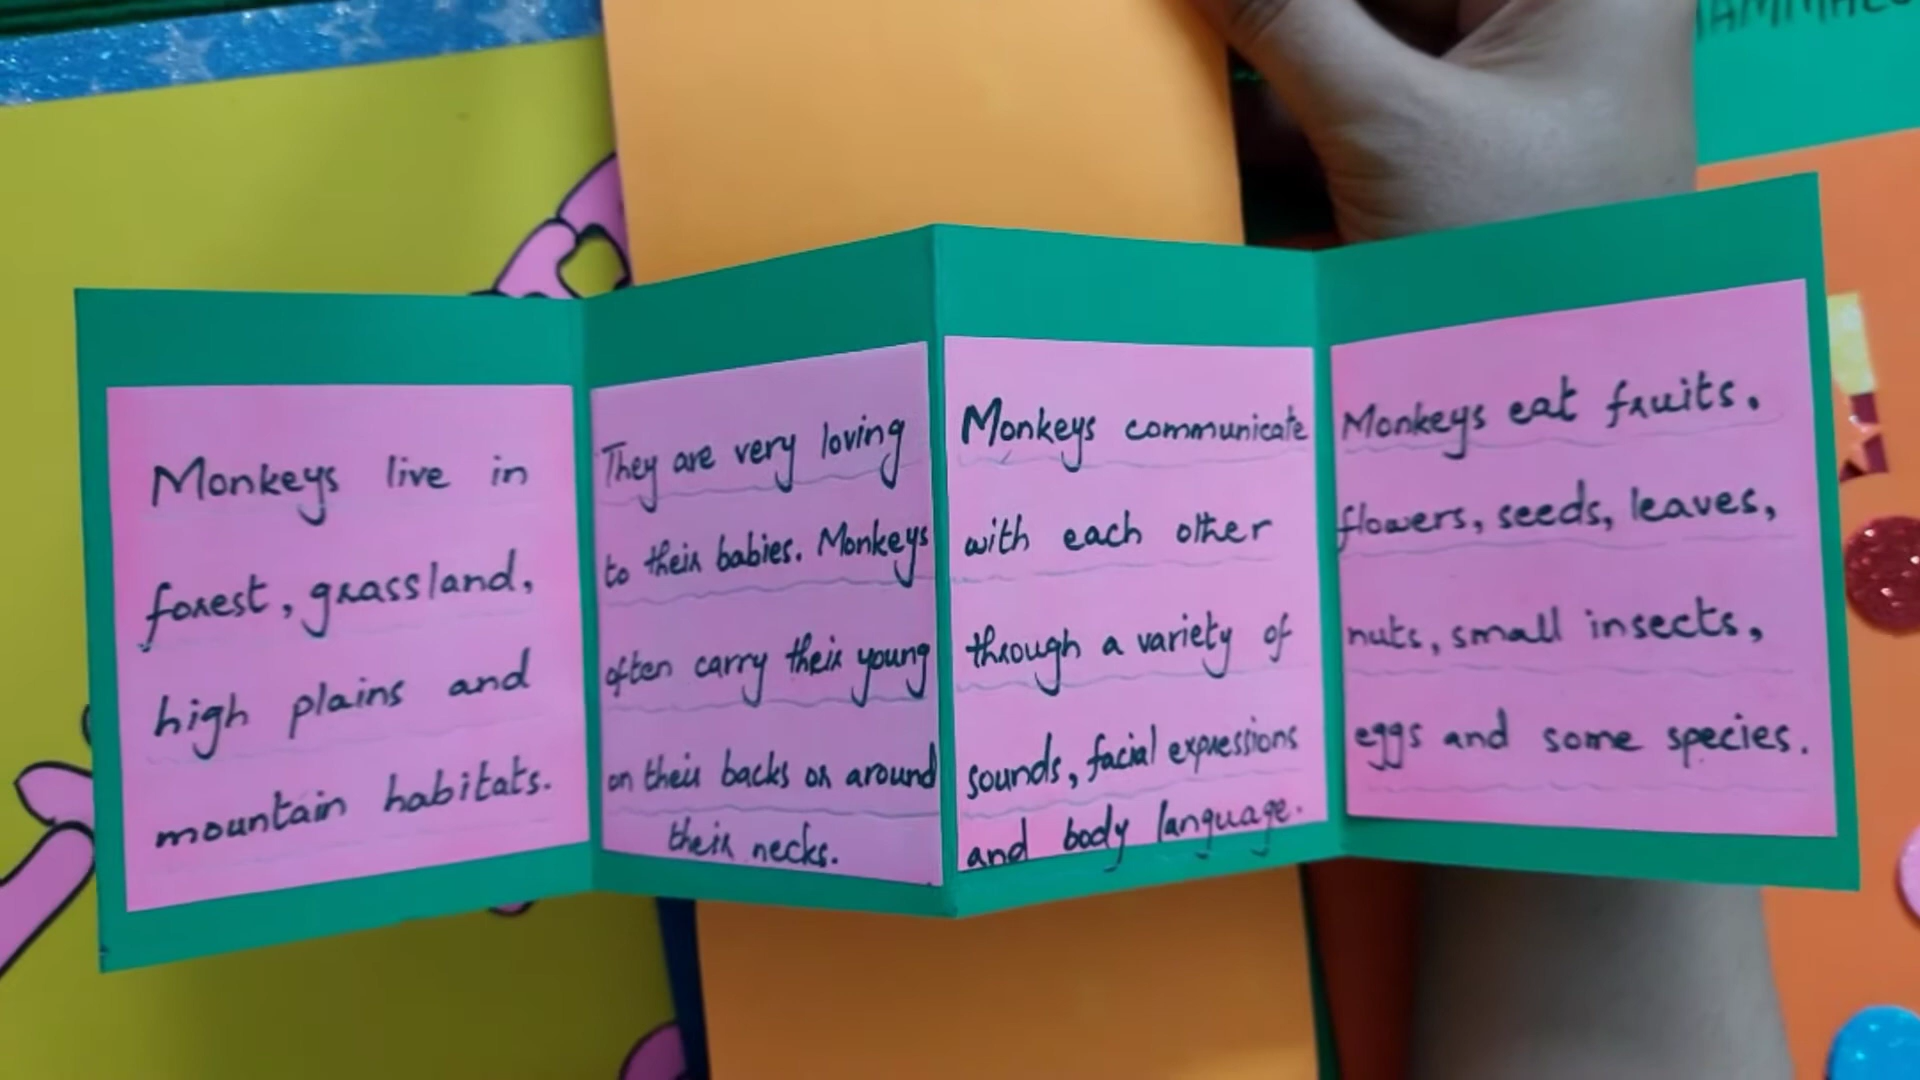 Monkeys live in
forest, grassland,
high plains and
mountain habitats.
They are very loving
to their babies. Monkeys
often carry their young
on their backs or around
their necks.
Monkeys communicate
with each other
through a variety of
sounds, facial expressions
and body language.
Monkeys eat fruits,
flowers, seeds, leaves,
nuts, small insects,
eggs and some species.